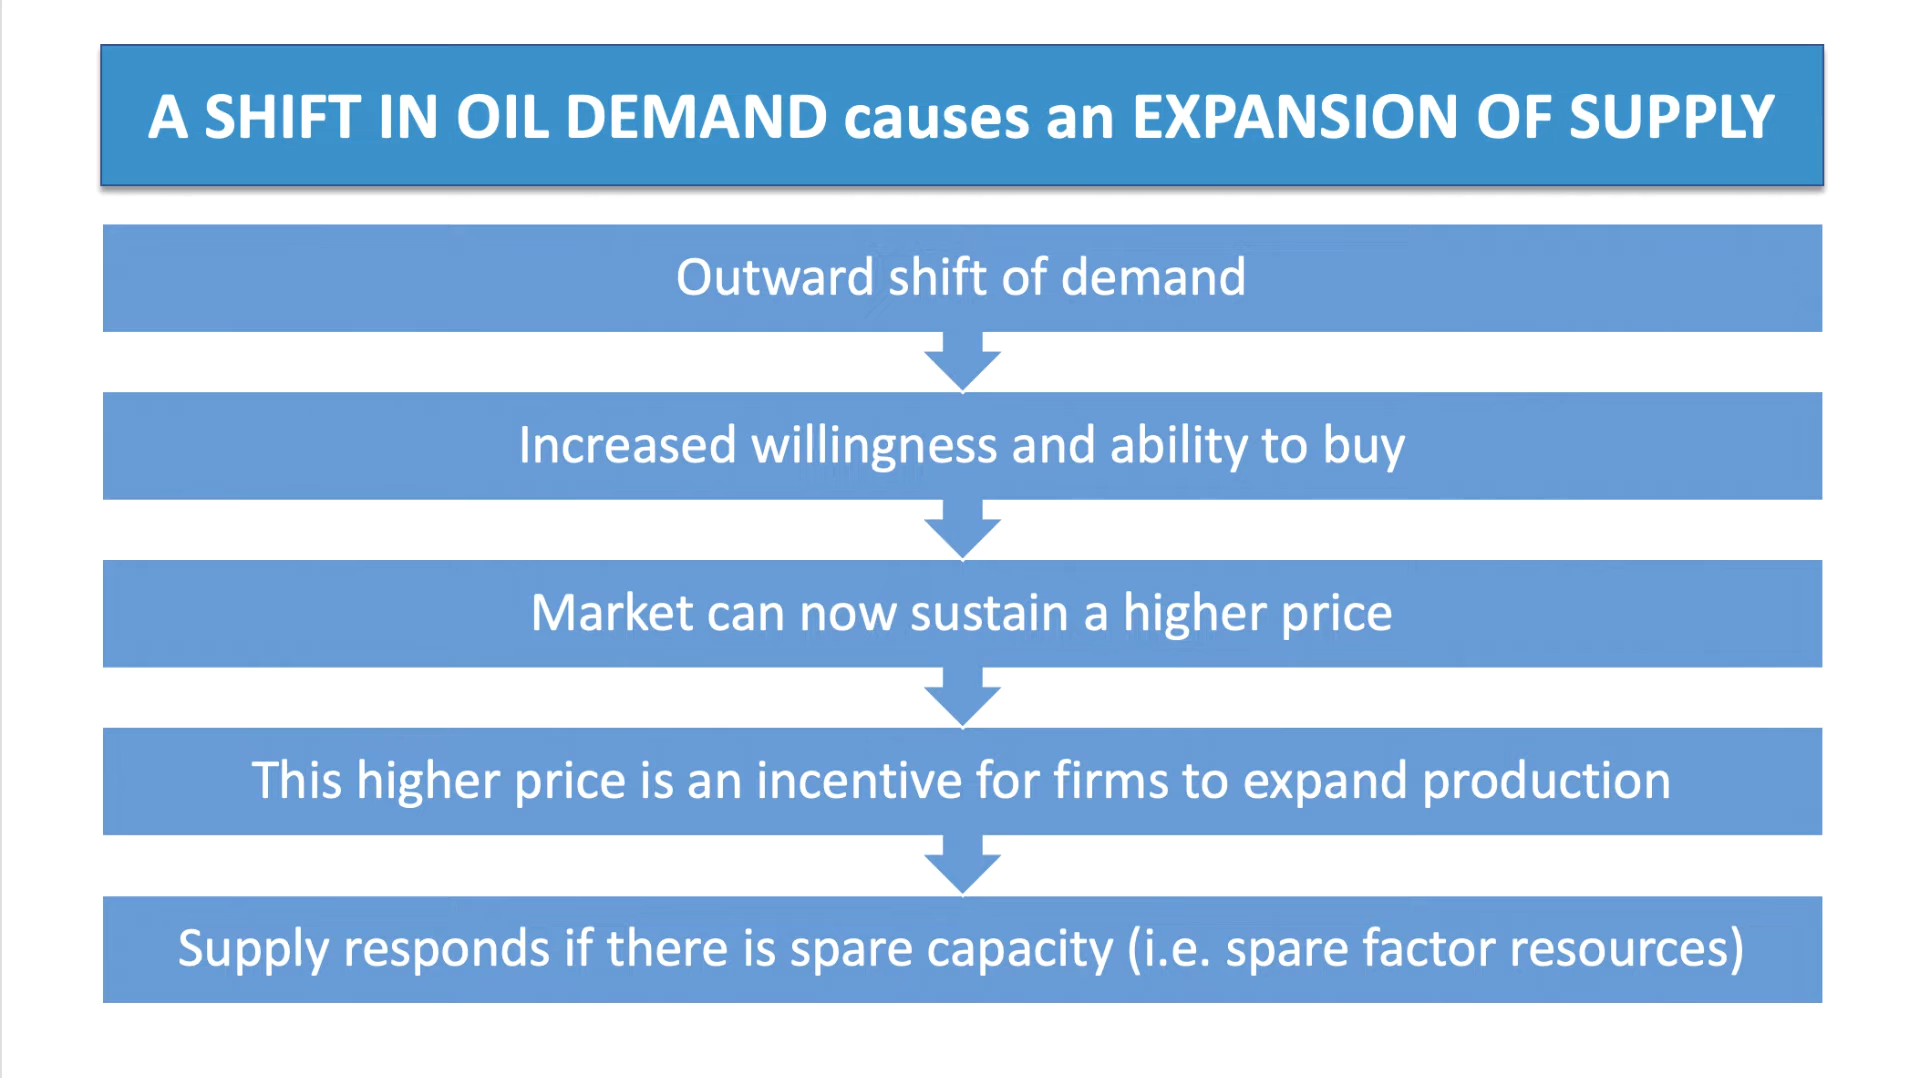 A SHIFT IN OIL DEMAND causes an EXPANSION OF SUPPLY
Outward shift of demand
Increased willingness and ability to buy
Market can now sustain a higher price
This higher price is an incentive for firms to expand production
Supply responds if there is spare capacity (i.e. spare factor resources)